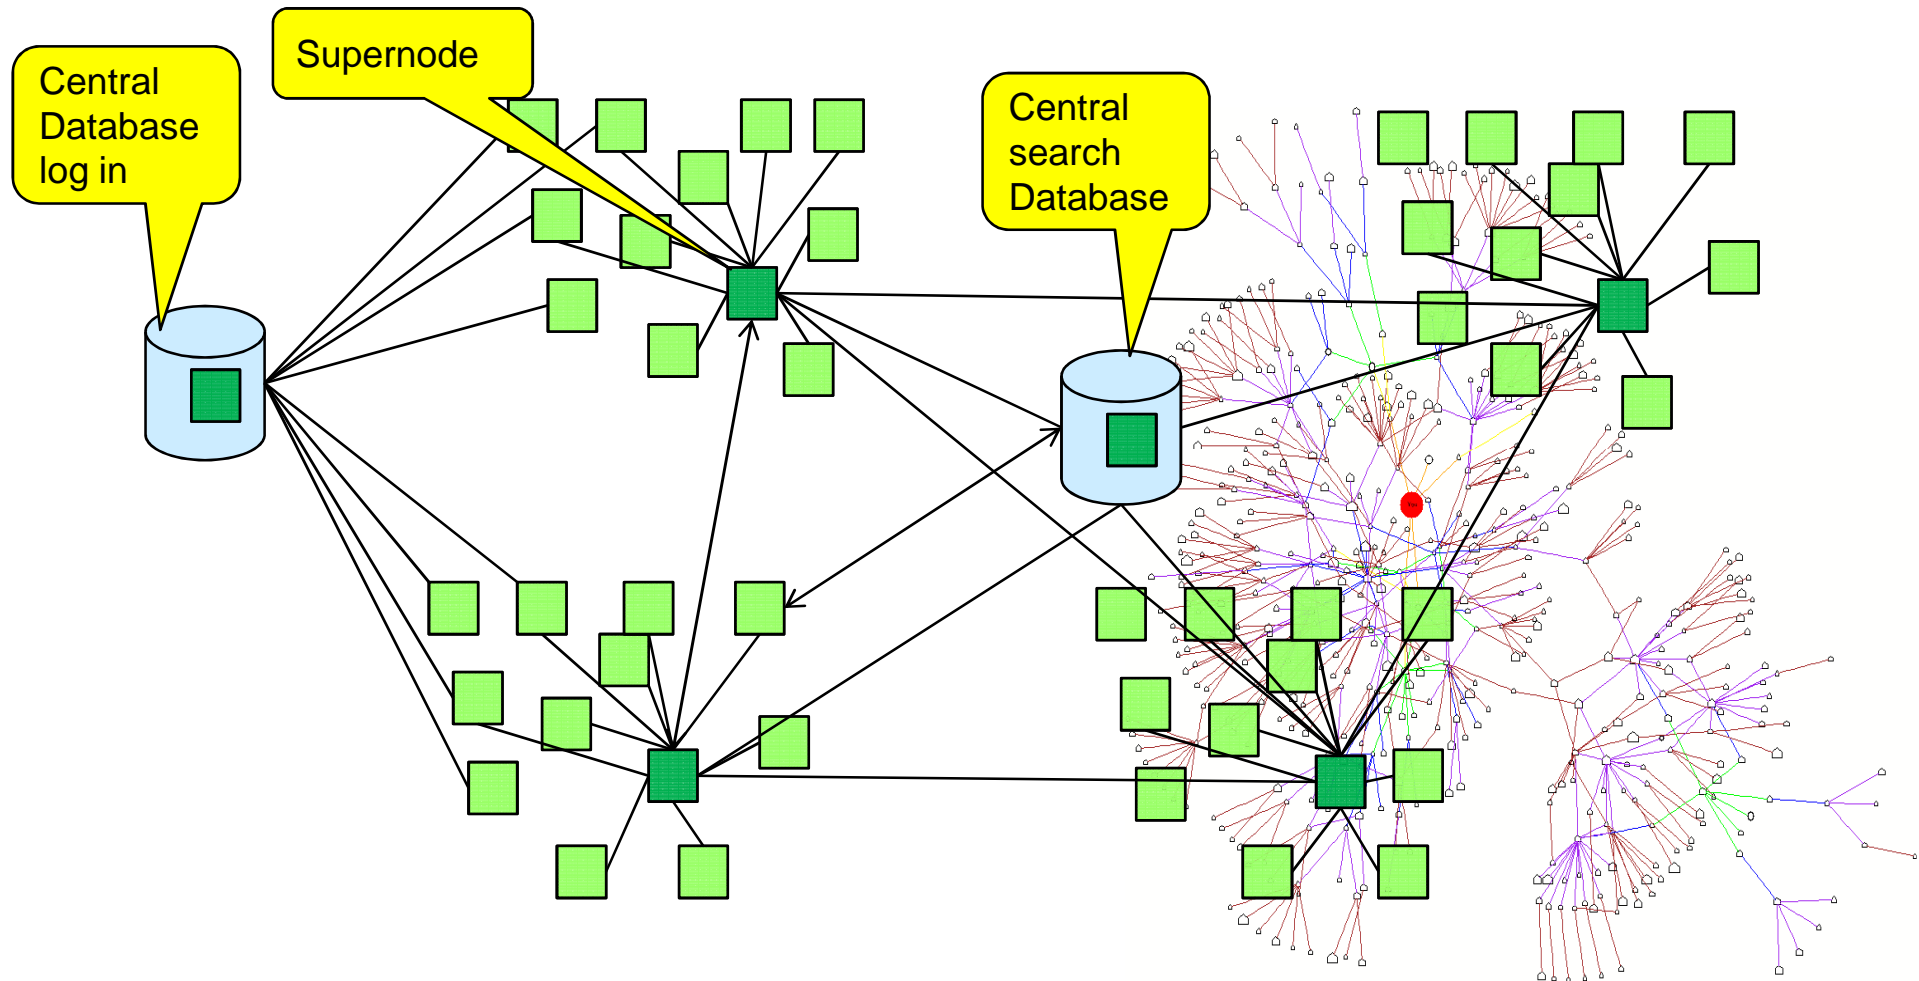 Central
Database
log in
Supernode
Central
search
Database